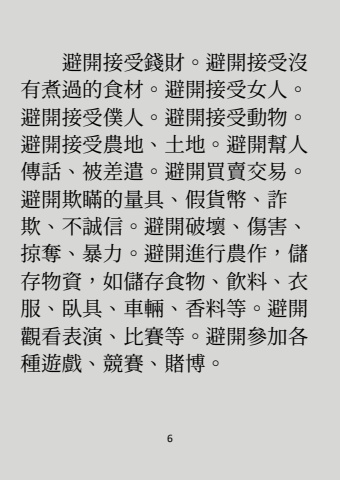 避開接受錢財。避開接受沒
有煮過的食材。避開接受女人。
避開接受僕人。避開接受動物。
避開接受農地、土地。避開幫人
傳話、被差遣。避開買賣交易。
避開欺瞞的量具、假貨幣、詐
欺、不誠信。避開破壞、傷害、
掠奪、暴力。避開進行農作，儲
存物資，如儲存食物、飲料、衣
服、臥具、車輛、香料等。避開
觀看表演、比賽等。避開參加各
種遊戲、競賽、賭博。
6